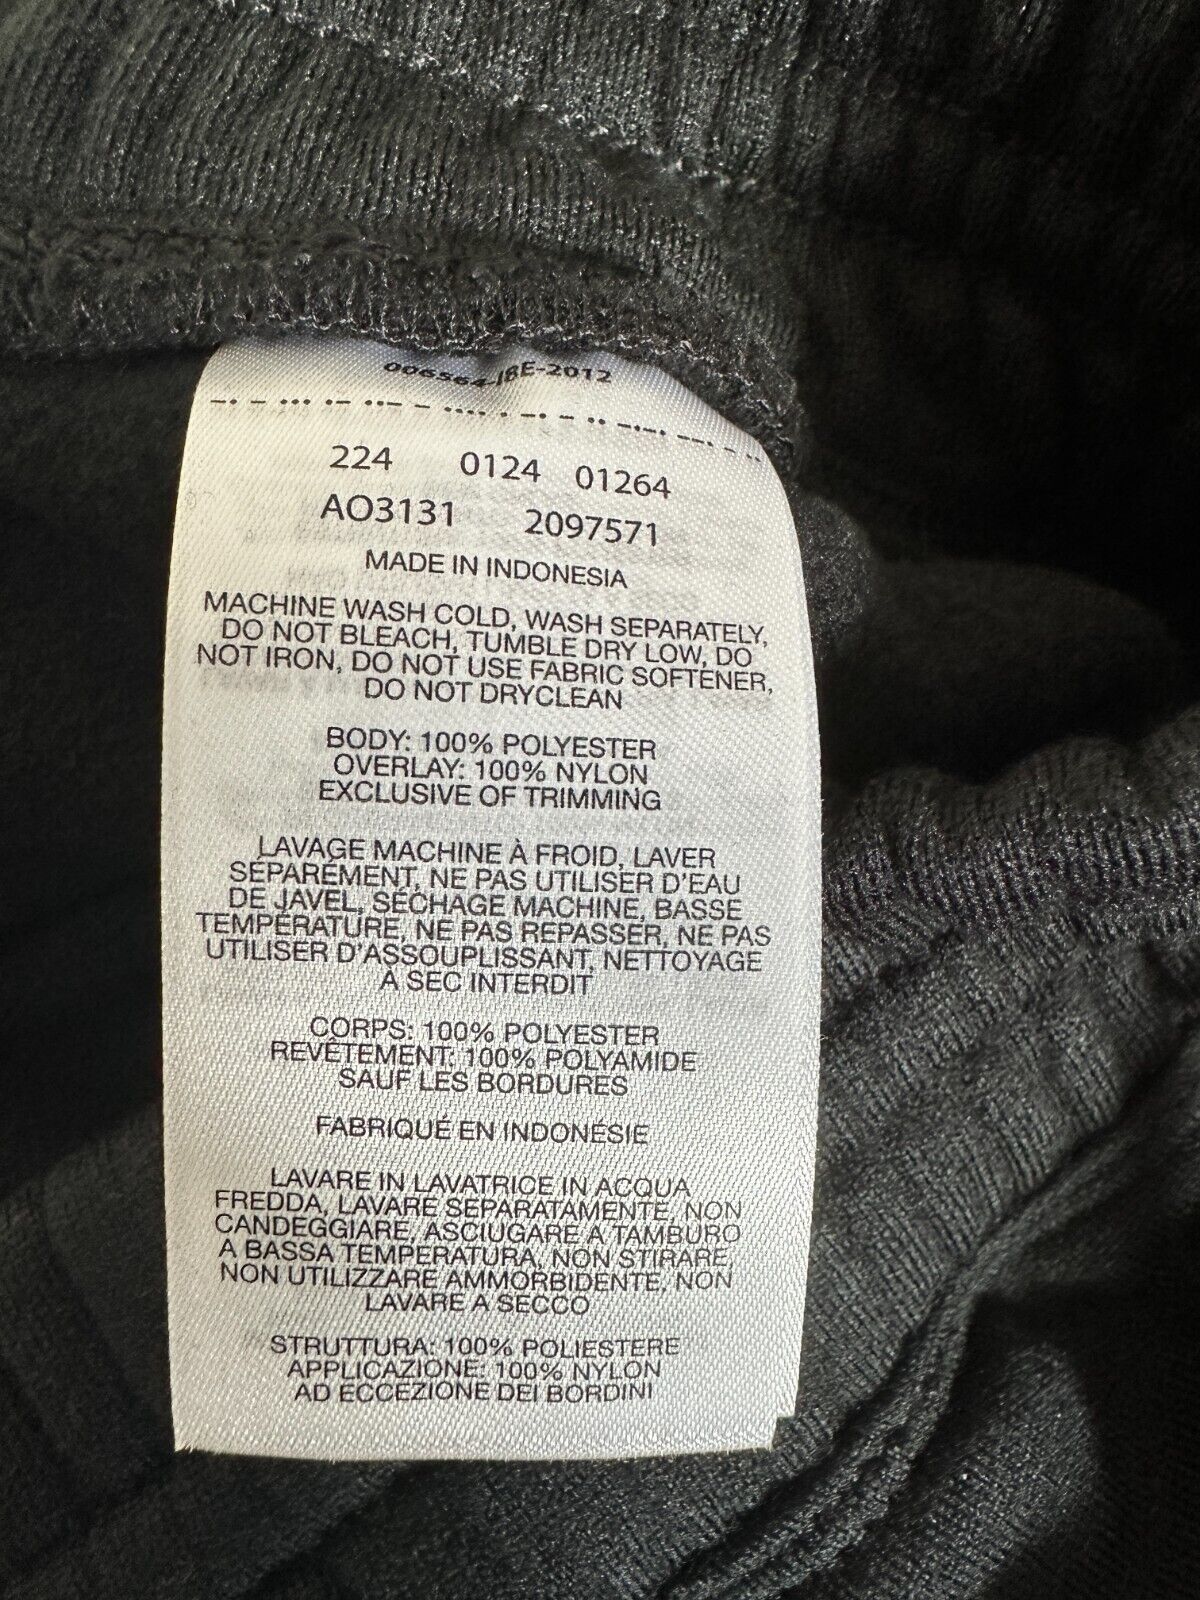 006564-IBE-2012
224 0124 01264
AO3131 2097571
MADE IN INDONESIA
MACHINE WASH COLD, WASH SEPARATELY,
DO NOT BLEACH, TUMBLE DRY LOW, DO
NOT IRON, DO NOT USE FABRIC SOFTENER,
DO NOT DRYCLEAN
BODY: 100% POLYESTER
OVERLAY: 100% NYLON
EXCLUSIVE OF TRIMMING
LAVAGE MACHINE À FROID, LAVER
SÉPARÉMENT, NE PAS UTILISER D'EAU
DE JAVEL, SÉCHAGE MACHINE, BASSE
TEMPÉRATURE, NE PAS REPASSER, NE PAS
UTILISER D'ASSOUPLISSANT, NETTOYAGE
À SEC INTERDIT
CORPS: 100% POLYESTER
REVÊTEMENT: 100% POLYAMIDE
SAUF LES BORDURES
FABRIQUÉ EN INDONÉSIE
LAVARE IN LAVATRICE IN ACQUA
FREDDA, LAVARE SEPARATAMENTE, NON
CANDEGGIARE, ASCIUGARE A TAMBURO
A BASSA TEMPERATURA, NON STIRARE,
NON UTILIZZARE AMMORBIDENTE, NON
LAVARE A SECCO
STRUTTURA: 100% POLIESTERE
APPLICAZIONE: 100% NYLON
AD ECCEZIONE DEI BORDINI